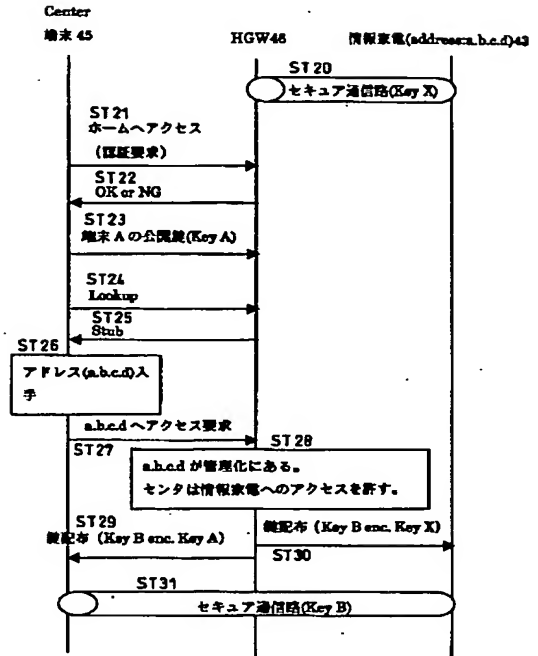 Center
端末 45
HGW46
情報家電(address:a.b.c.d)43
ST20
セキュア通信路(Key X)
ST21
ホームへアクセス
(認証要求)
ST22
OK or NG
ST23
端末 A の公開鍵(Key A)
ST24
Lookup
ST25
Stub
ST26
アドレス(a.b.c.d)入
手
a.b.c.d へアクセス要求
ST27
ST28
a.b.c.d が管理化にある。
センタは情報家電へのアクセスを許す。
ST29
鍵配布 (Key B enc. Key A)
鍵配布 (Key B enc. Key X)
ST30
ST31
セキュア通信路(Key B)